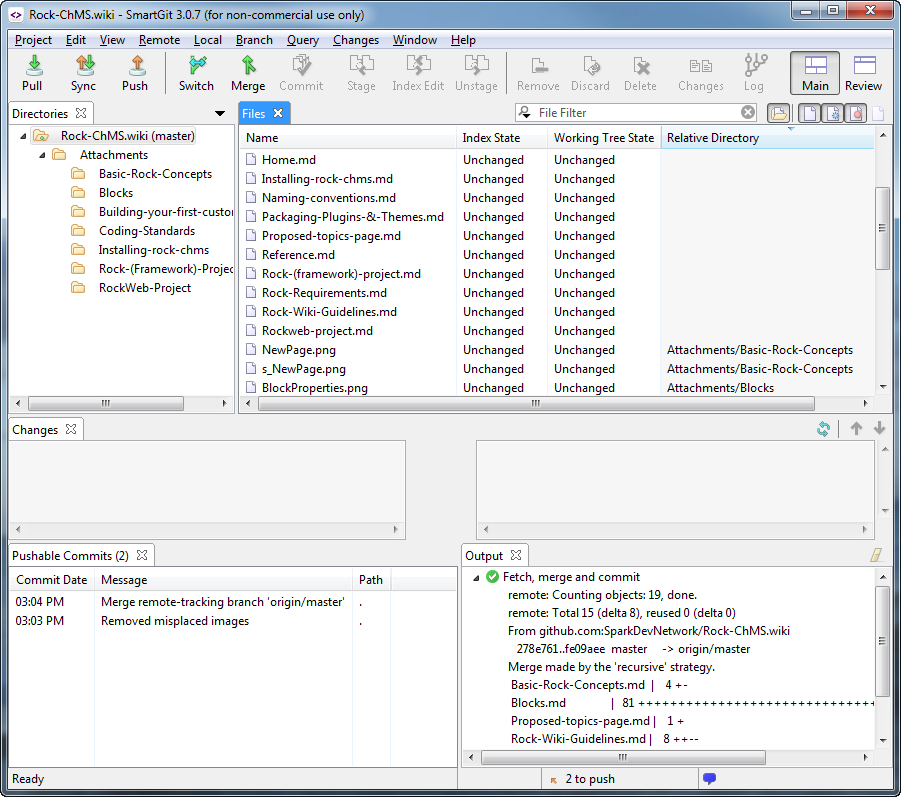 Rock-ChMS.wiki - SmartGit 3.0.7 (for non-commercial use only)
Project Edit View Remote Local Branch Query Changes Window Help
Pull Sync Push Switch Merge Commit Stage Index Edit Unstage Remove Discard Delete Changes Log Main Review
Directories
Rock-ChMS.wiki (master)
Attachments
Basic-Rock-Concepts
Blocks
Building-your-first-custor
Coding-Standards
Installing-rock-chms
Rock-(Framework)-Projec
RockWeb-Project
Files
File Filter
Name Index State Working Tree State Relative Directory
Home.md Unchanged Unchanged
Installing-rock-chms.md Unchanged Unchanged
Naming-conventions.md Unchanged Unchanged
Packaging-Plugins-&-Themes.md Unchanged Unchanged
Proposed-topics-page.md Unchanged Unchanged
Reference.md Unchanged Unchanged
Rock-(framework)-project.md Unchanged Unchanged
Rock-Requirements.md Unchanged Unchanged
Rock-Wiki-Guidelines.md Unchanged Unchanged
Rockweb-project.md Unchanged Unchanged
NewPage.png Unchanged Unchanged Attachments/Basic-Rock-Concepts
s_NewPage.png Unchanged Unchanged Attachments/Basic-Rock-Concepts
BlockProperties.png Unchanged Unchanged Attachments/Blocks
Changes
Pushable Commits (2)
Commit Date Message Path
03:04 PM Merge remote-tracking branch 'origin/master' .
03:03 PM Removed misplaced images .
Output
Fetch, merge and commit
remote: Counting objects: 19, done.
remote: Total 15 (delta 8), reused 0 (delta 0)
From github.com:SparkDevNetwork/Rock-ChMS.wiki
278e761..fe09aee master -> origin/master
Merge made by the 'recursive' strategy.
Basic-Rock-Concepts.md | 4 +-
Blocks.md | 81 ++++++++++++++++++++++++++++++
Proposed-topics-page.md | 1 +
Rock-Wiki-Guidelines.md | 8 ++--
Ready
2 to push